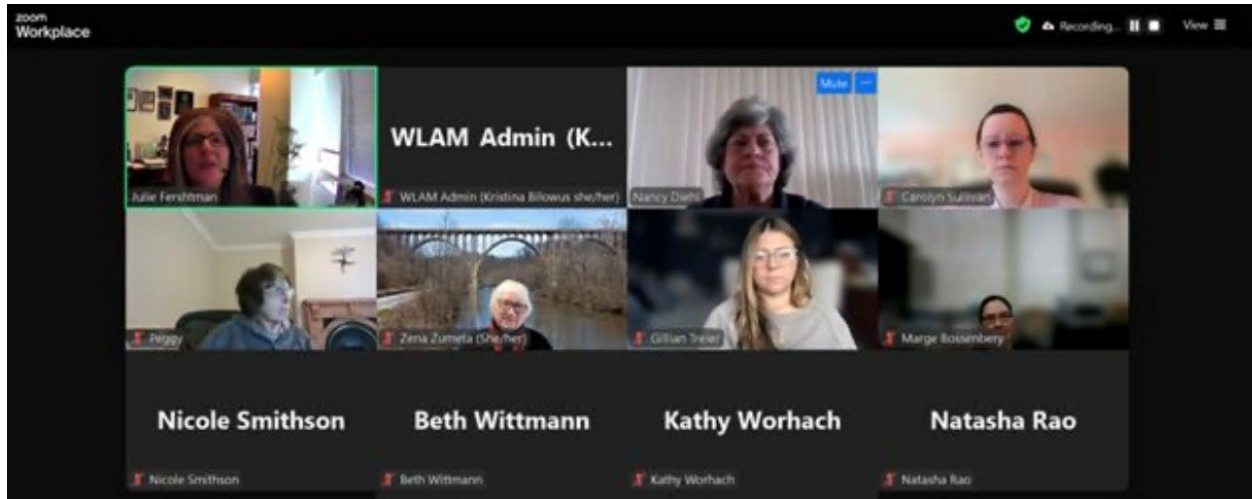 zoom
Workplace
Recording...
View
Mute
WLAM Admin (K...
Julie Fershtman
WLAM Admin (Kristina Bilowus she/her)
Nancy Diehl
Carolyn Sullivan
Peggy
Zena Zumeta (She/her)
Gillian Treier
Marge Bossenbery
Nicole Smithson
Beth Wittmann
Kathy Worhach
Natasha Rao
Nicole Smithson
Beth Wittmann
Kathy Worhach
Natasha Rao